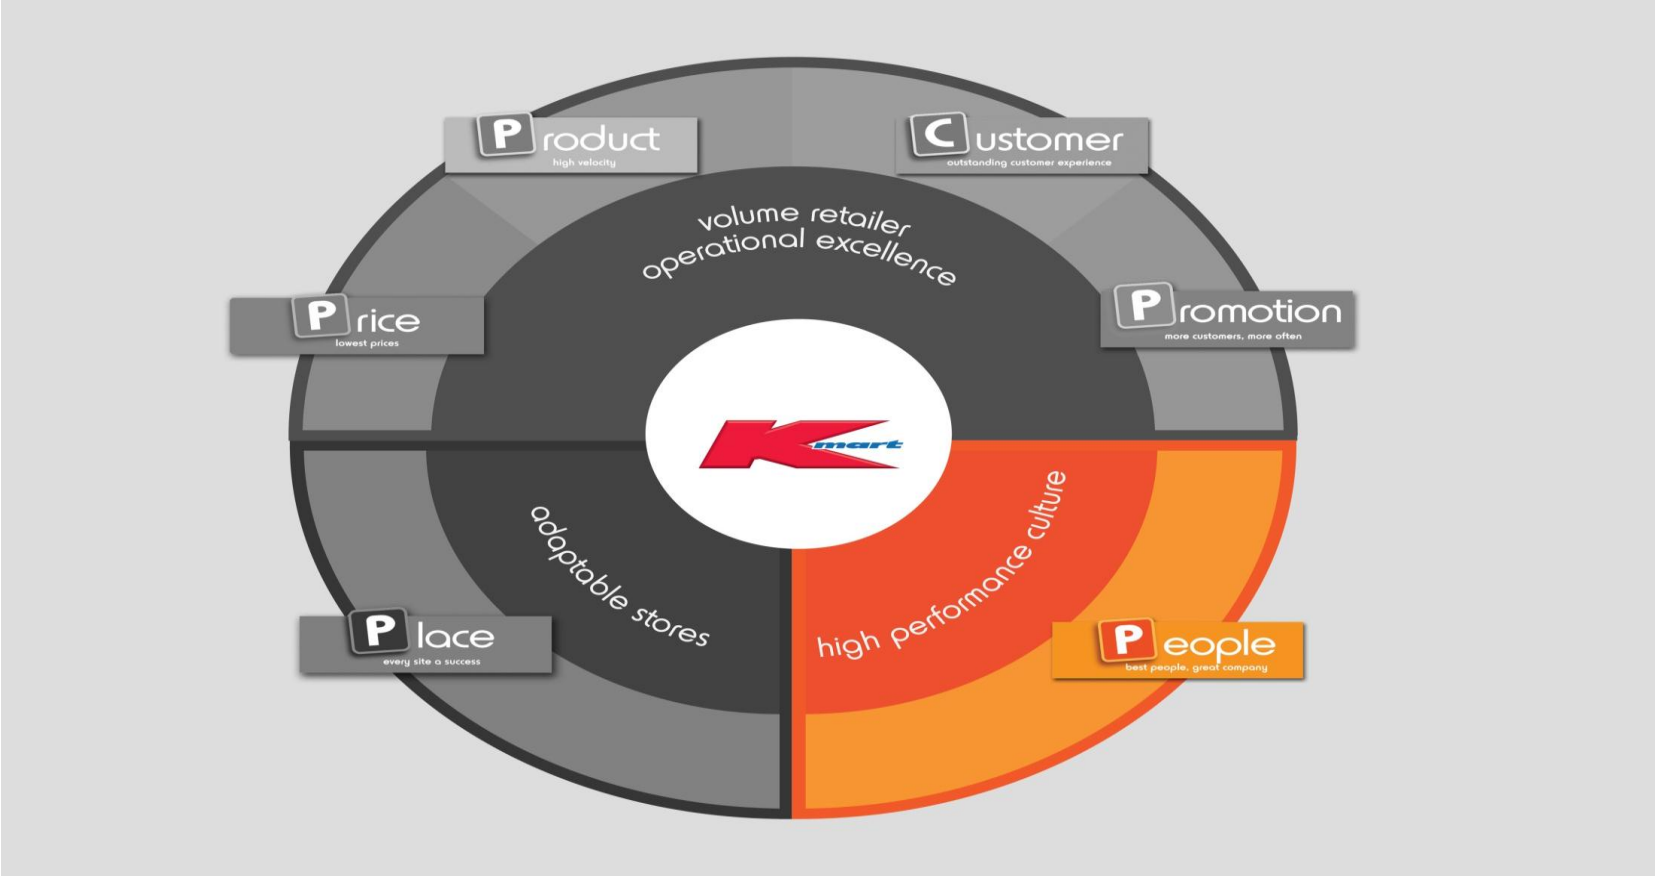 Product
high velocity
Customer
outstanding customer experience
volume retailer
operational excellence
Price
lowest prices
Promotion
more customers, more often
Kmart
adaptable stores
high performance culture
Place
every site a success
People
best people, great company